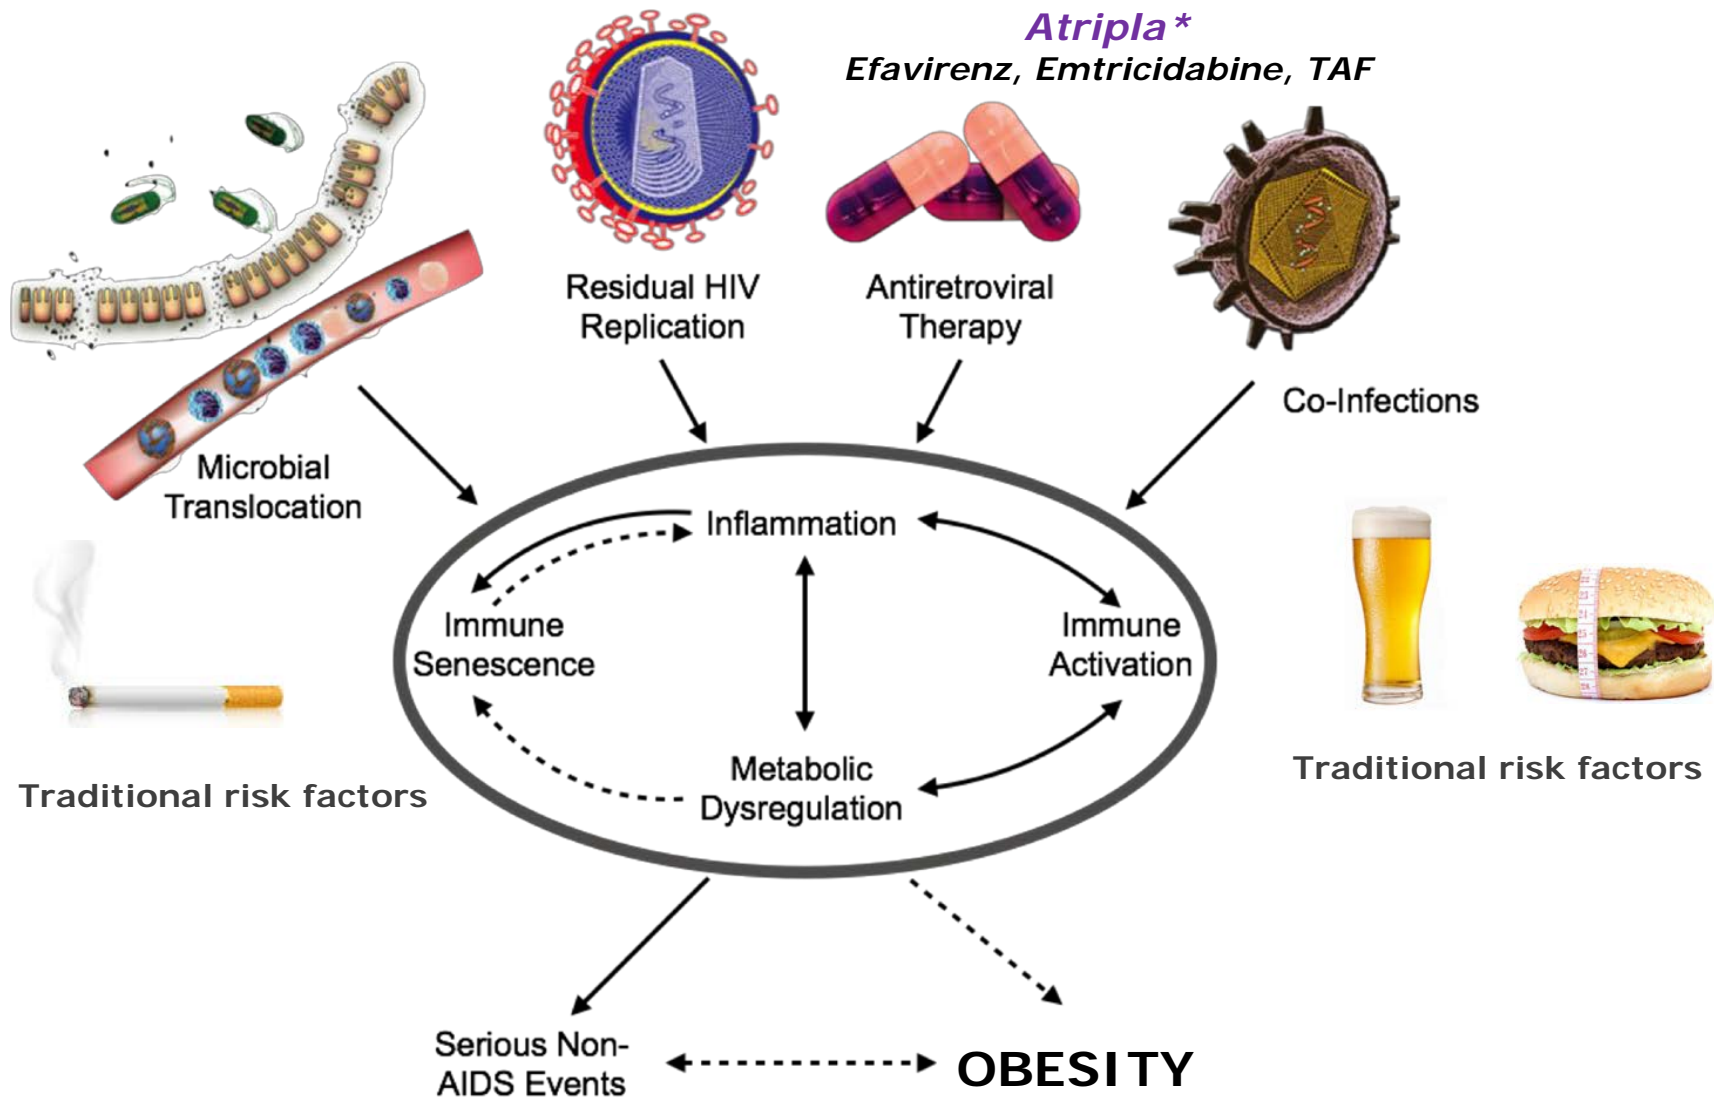 Atripla*
Efavirenz, Emtricidabine, TAF
Residual HIV
Replication
Antiretroviral
Therapy
Co-Infections
Microbial
Translocation
Inflammation
Immune
Senescence
Immune
Activation
Metabolic
Dysregulation
Traditional risk factors
Traditional risk factors
Serious Non-
AIDS Events
OBESITY